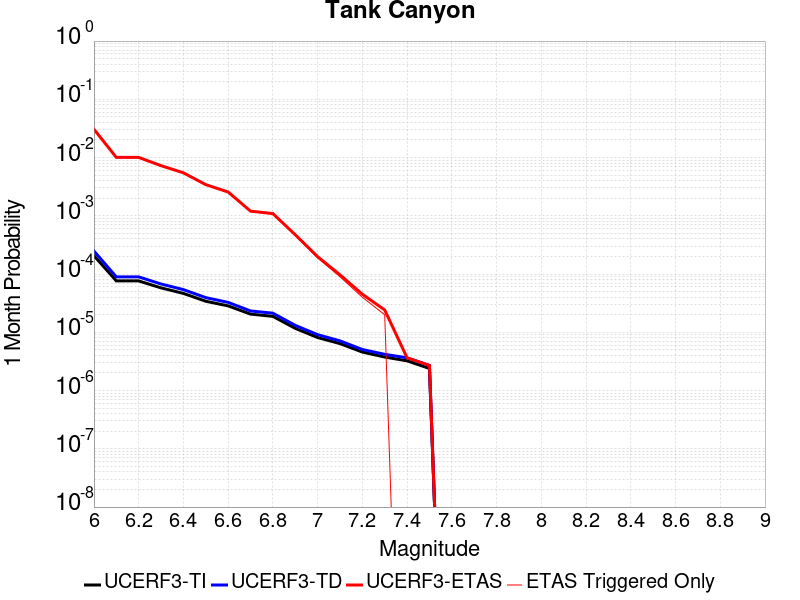 Tank Canyon
10^0
10^-1
10^-2
10^-3
10^-4
10^-5
10^-6
10^-7
10^-8
1 Month Probability
6 6.2 6.4 6.6 6.8 7 7.2 7.4 7.6 7.8 8 8.2 8.4 8.6 8.8 9
Magnitude
UCERF3-TI UCERF3-TD UCERF3-ETAS ETAS Triggered Only